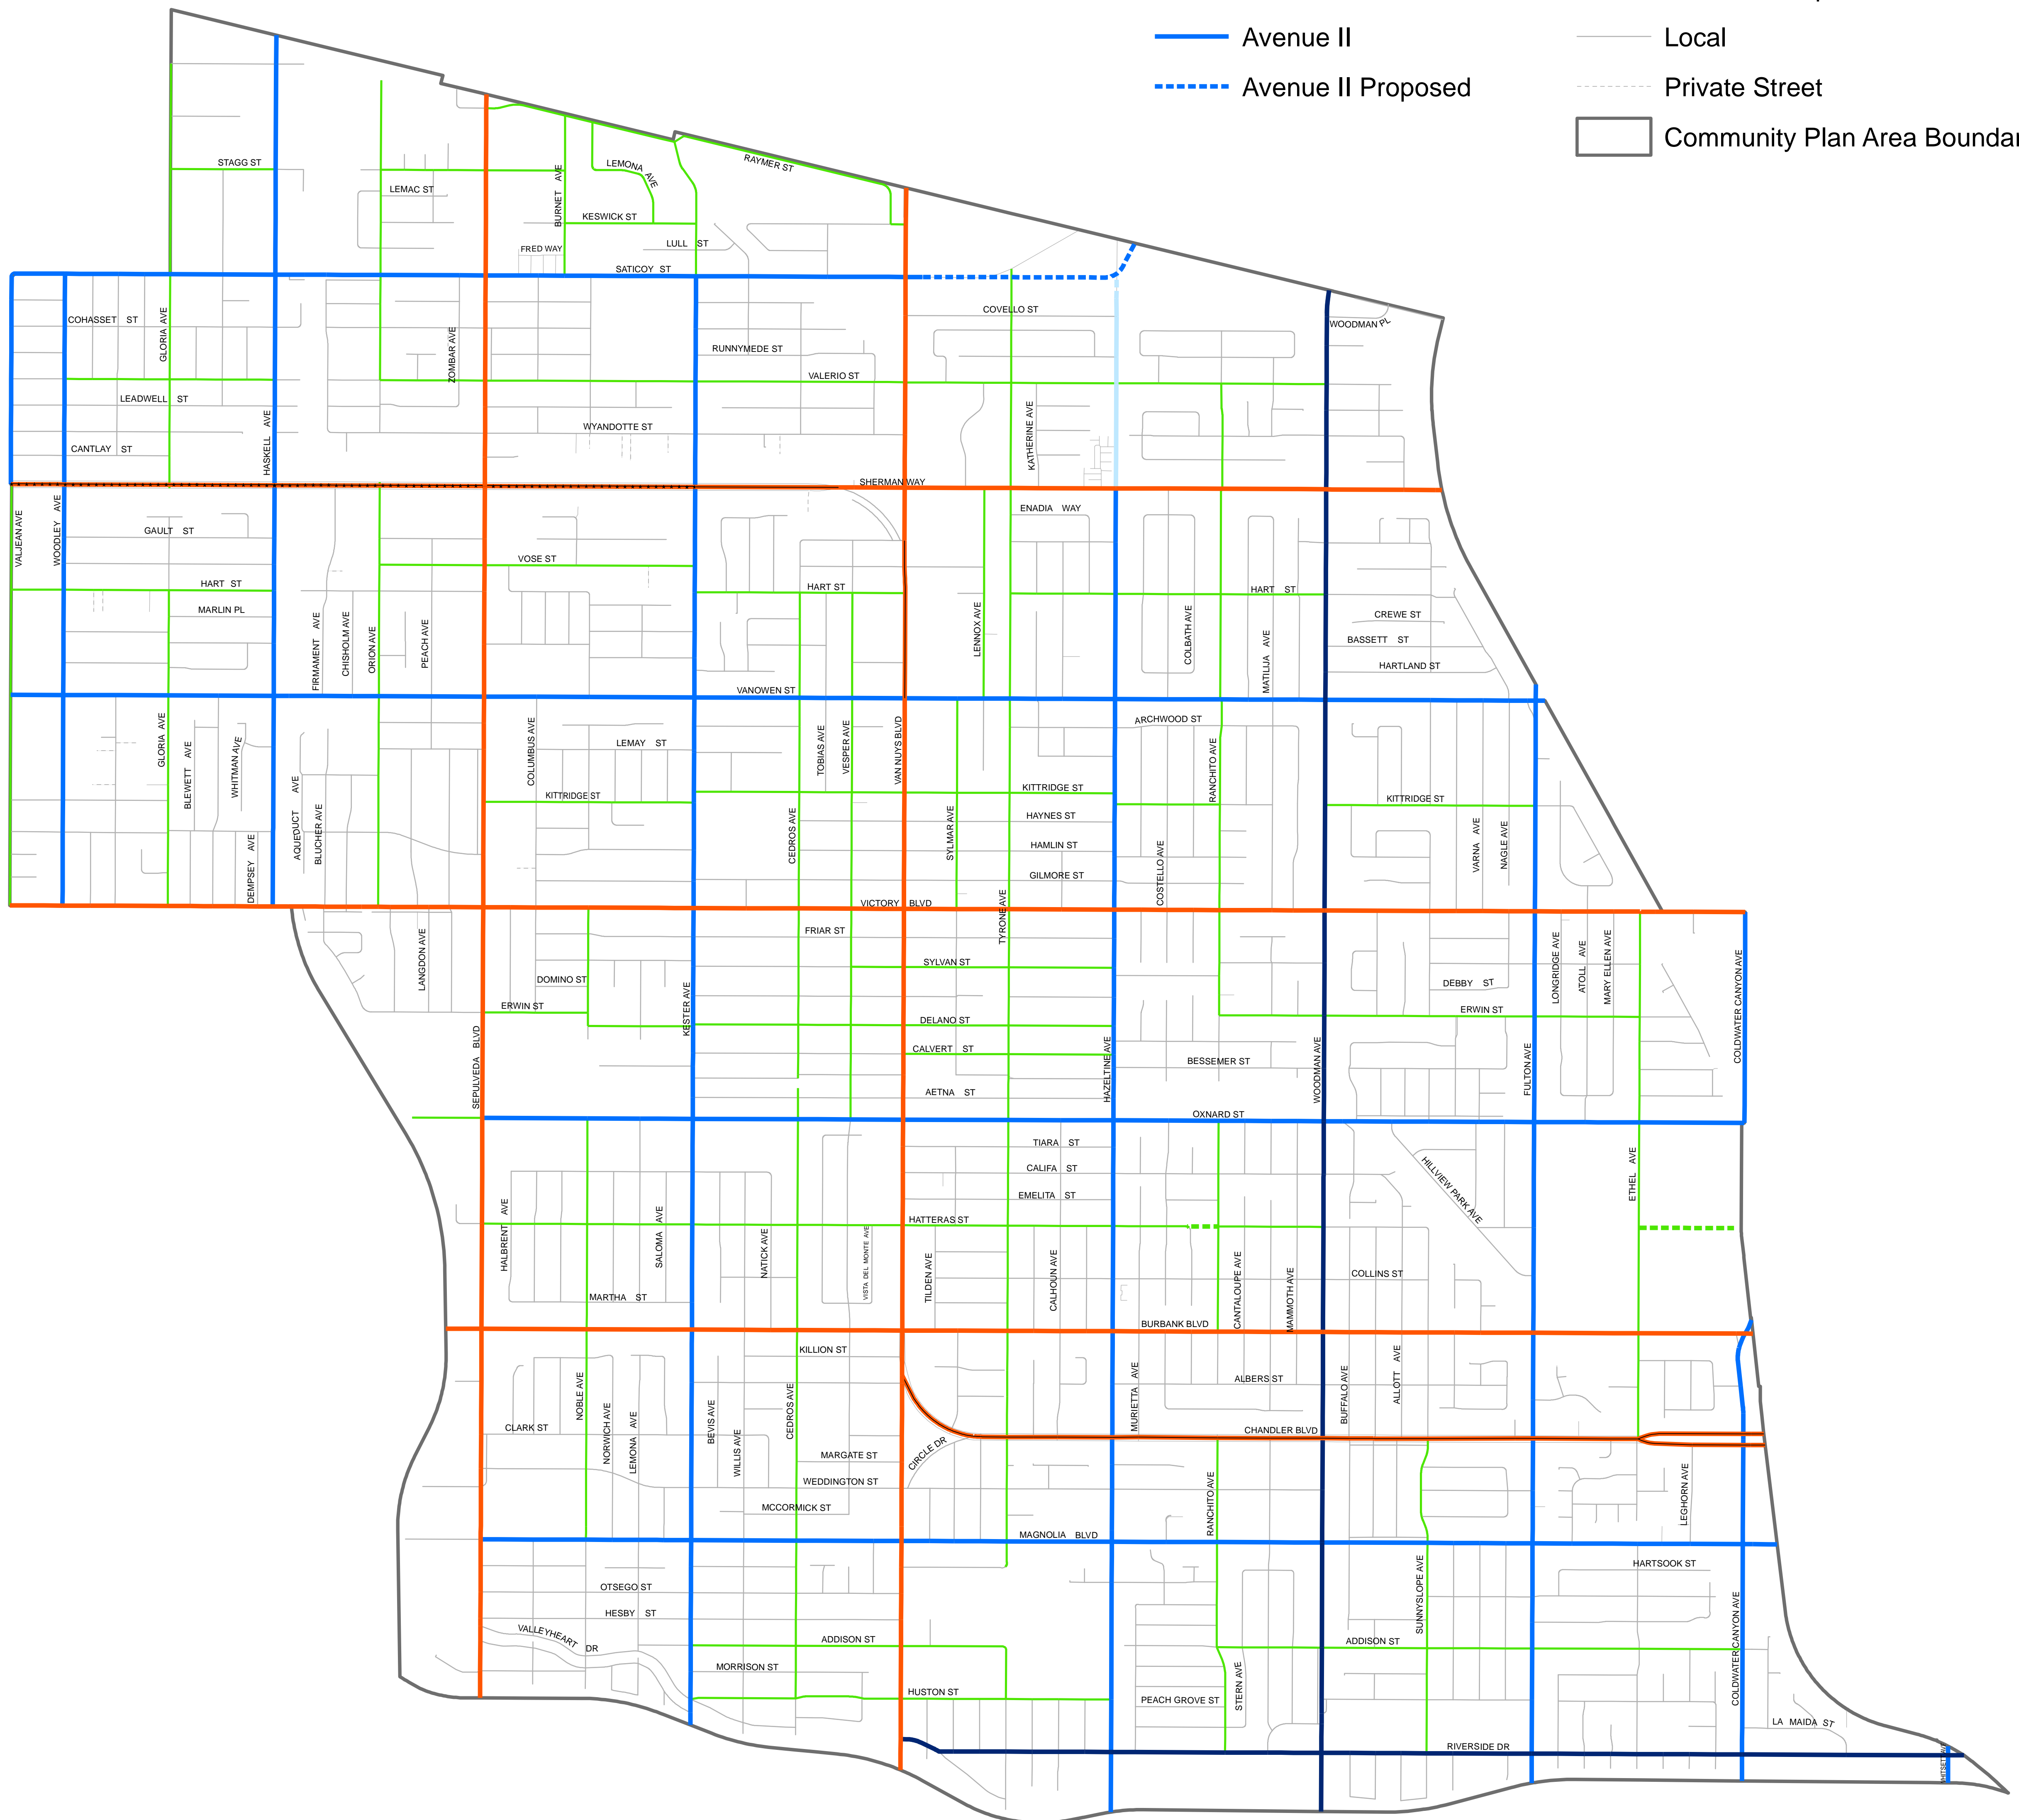 Avenue II
Local
Avenue II Proposed
Private Street
Community Plan Area Boundar
RAYMER ST
STAGG ST
LEMONA AVE
BURNET AVE
LEMAC ST
KESWICK ST
LULL ST
FRED WAY
SATICOY ST
COVELLO ST
COHASSET ST
GLORIA AVE
WOODMAN PL
ZOMBAR AVE
RUNNYMEDE ST
VALERIO ST
LEADWELL ST
HASKELL AVE
KATHERINE AVE
WYANDOTTE ST
CANTLAY ST
SHERMAN WAY
VALJEAN AVE
WOODLEY AVE
ENADIA WAY
GAULT ST
VOSE ST
HART ST
HART ST
HART ST
MARLIN PL
CREWE ST
FIRMAMENT AVE
CHISHOLM AVE
ORION AVE
PEACH AVE
LENNOX AVE
COLBATH AVE
MATILIJA AVE
BASSETT ST
HARTLAND ST
VANOWEN ST
ARCHWOOD ST
GLORIA AVE
BLEWETT AVE
WHITMAN AVE
COLUMBUS AVE
LEMAY ST
TOBIAS AVE
VESPER AVE
VAN NUYS BLVD
RANCHITO AVE
KITTRIDGE ST
KITTRIDGE ST
KITTRIDGE ST
AQUEDUCT AVE
BLUCHER AVE
DEMPSEY AVE
CEDROS AVE
SYLMAR AVE
HAYNES ST
HAMLIN ST
GILMORE ST
COSTELLO AVE
VARNA AVE
NAGLE AVE
VICTORY BLVD
TYRONE AVE
FRIAR ST
LANGDON AVE
SYLVAN ST
DOMINO ST
DEBBY ST
LONGRIDGE AVE
ATOLL AVE
MARY ELLEN AVE
COLDWATER CANYON AVE
ERWIN ST
KESTER AVE
ERWIN ST
DELANO ST
SEPULVEDA BLVD
CALVERT ST
HAZELTINE AVE
BESSEMER ST
WOODMAN AVE
FULTON AVE
AETNA ST
OXNARD ST
TIARA ST
CALIFA ST
HILLVIEW PARK AVE
ETHEL AVE
EMELITA ST
HALBRENT AVE
SALOMA AVE
NATICK AVE
VISTA DEL MONTE AVE
HATTERAS ST
TILDEN AVE
CALHOUN AVE
CANTALOUPE AVE
MAMMOTH AVE
COLLINS ST
MARTHA ST
BURBANK BLVD
KILLION ST
NOBLE AVE
NORWICH AVE
LEMONA AVE
BEVIS AVE
WILLIS AVE
CEDROS AVE
MURIETTA AVE
ALBERS ST
BUFFALO AVE
ALLOTT AVE
CLARK ST
CHANDLER BLVD
MARGATE ST
CIRCLE DR
WEDDINGTON ST
RANCHITO AVE
LEGHORN AVE
MCCORMICK ST
MAGNOLIA BLVD
HARTSOOK ST
OTSEGO ST
SUNNYSLOPE AVE
HESBY ST
VALLEYHEART DR
ADDISON ST
ADDISON ST
COLDWATER CANYON AVE
MORRISON ST
STERN AVE
HUSTON ST
PEACH GROVE ST
LA MAIDA ST
RIVERSIDE DR